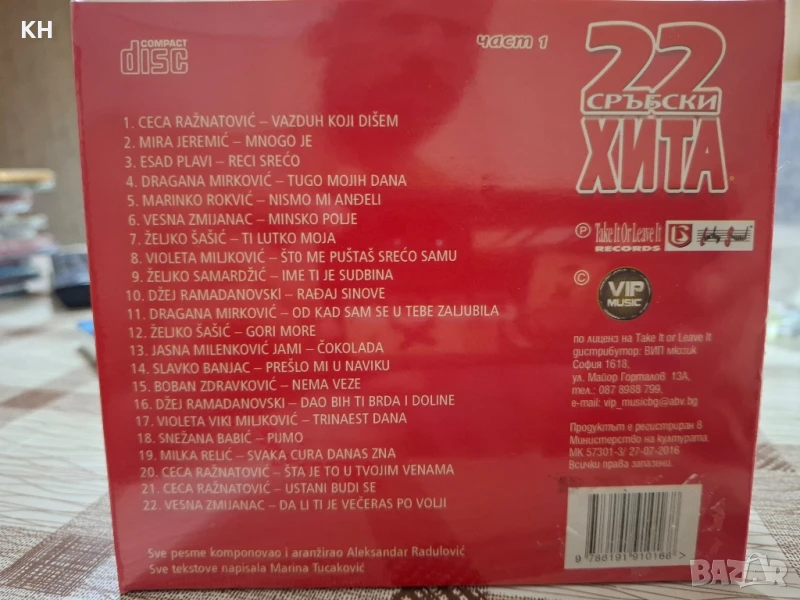 KH
COMPACT
disc
част 1
22
СРЪБСКИ
ХИТА
1. CECA RAŽNATOVIĆ – VAZDUH KOJI DIŠEM
2. MIRA JEREMIĆ – MNOGO JE
3. ESAD PLAVI – RECI SREĆO
4. DRAGANA MIRKOVIĆ – TUGO MOJIH DANA
5. MARINKO ROKVIĆ – NISMO MI ANĐELI
6. VESNA ZMIJANAC – MINSKO POLJE
7. ŽELJKO ŠAŠIĆ – TI LUTKO MOJA
8. VIOLETA MILJKOVIĆ – ŠTO ME PUŠTAŠ SREĆO SAMU
9. ŽELJKO SAMARDŽIĆ – IME TI JE SUDBINA
10. DŽEJ RAMADANOVSKI – RAĐAJ SINOVE
11. DRAGANA MIRKOVIĆ – OD KAD SAM SE U TEBE ZALJUBILA
12. ŽELJKO ŠAŠIĆ – GORI MORE
13. JASNA MILENKOVIĆ JAMI – ČOKOLADA
14. SLAVKO BANJAC – PREŠLO MI U NAVIKU
15. BOBAN ZDRAVKOVIĆ – NEMA VEZE
16. DŽEJ RAMADANOVSKI – DAO BIH TI BRDA I DOLINE
17. VIOLETA VIKI MILJKOVIĆ – TRINAEST DANA
18. SNEŽANA BABIĆ – PIJMO
19. MILKA RELIĆ – SVAKA CURA DANAS ZNA
20. CECA RAŽNATOVIĆ – ŠTA JE TO U TVOJIM VENAMA
21. CECA RAŽNATOVIĆ – USTANI BUDI SE
22. VESNA ZMIJANAC – DA LI TI JE VEČERAS PO VOLJI
Sve pesme komponovao i aranžirao Aleksandar Radulović
Sve tekstove napisala Marina Tucaković
Ⓟ Take It Or Leave It
RECORDS
© VIP
MUSIC
по лиценз на Take It or Leave It
дистрибутор: ВИП мюзик
София 1618,
ул. Майор Горталов 13А,
тел.: 087 8988 799,
e-mail: vip_musicbg@abv.bg
Продуктът е регистриран в
Министерство на културата
МК 57301-3/ 27-07-2016
Всички права запазени.
9 788191 910166 >
BAZAR